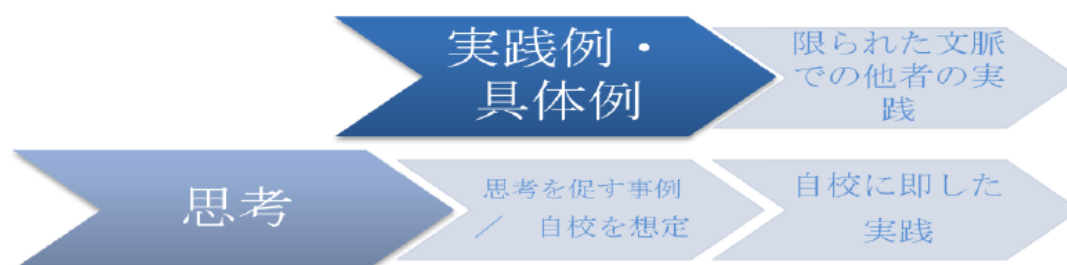 実践例・
具体例
限られた文脈
での他者の実
践
思考
思考を促す事例
／ 自校を想定
自校に即した
実践